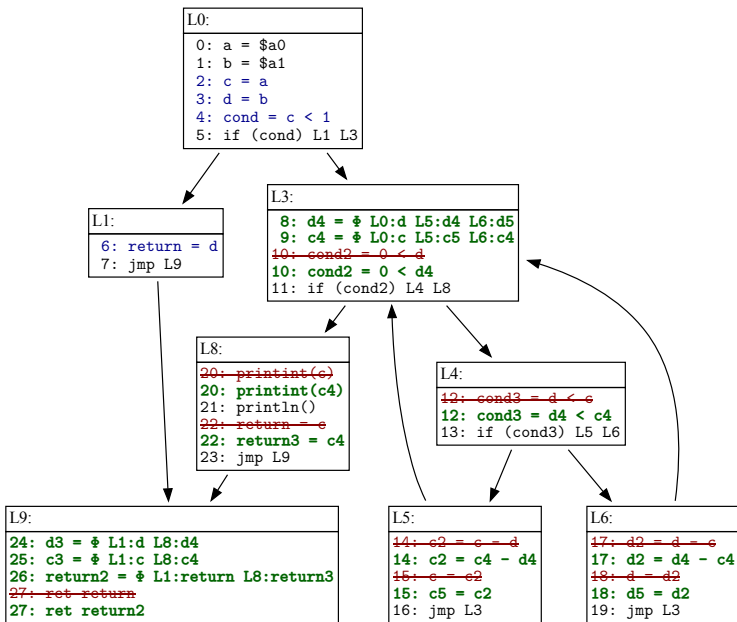 L0:
0: a = $a0
1: b = $a1
2: c = a
3: d = b
4: cond = c < 1
5: if (cond) L1 L3
L1:
6: return = d
7: jmp L9
L3:
8: d4 = Φ L0:d L5:d4 L6:d5
9: c4 = Φ L0:c L5:c5 L6:c4
10: cond2 = 0 < d
10: cond2 = 0 < d4
11: if (cond2) L4 L8
L8:
20: printint(c)
20: printint(c4)
21: println()
22: return = c
22: return3 = c4
23: jmp L9
L4:
12: cond3 = d < c
12: cond3 = d4 < c4
13: if (cond3) L5 L6
L9:
24: d3 = Φ L1:d L8:d4
25: c3 = Φ L1:c L8:c4
26: return2 = Φ L1:return L8:return3
27: ret return
27: ret return2
L5:
14: c2 = c - d
14: c2 = c4 - d4
15: c = c2
15: c5 = c2
16: jmp L3
L6:
17: d2 = d - c
17: d2 = d4 - c4
18: d = d2
18: d5 = d2
19: jmp L3